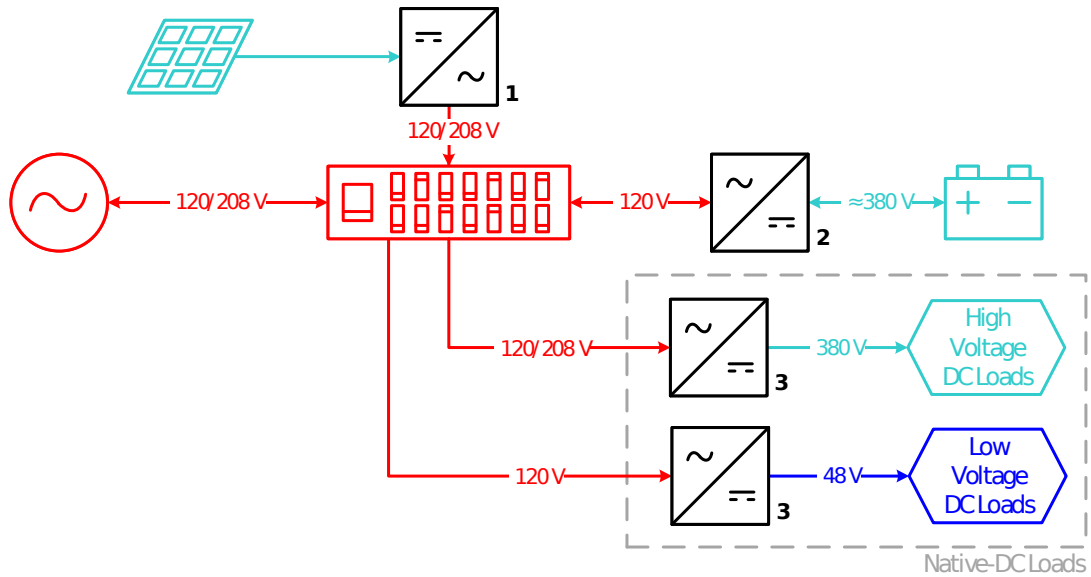 1
120/208 V
120/208 V
120 V
≈380 V
2
120/208 V
380 V
High
Voltage
DC Loads
3
120 V
48 V
Low
Voltage
DC Loads
3
Native-DC Loads